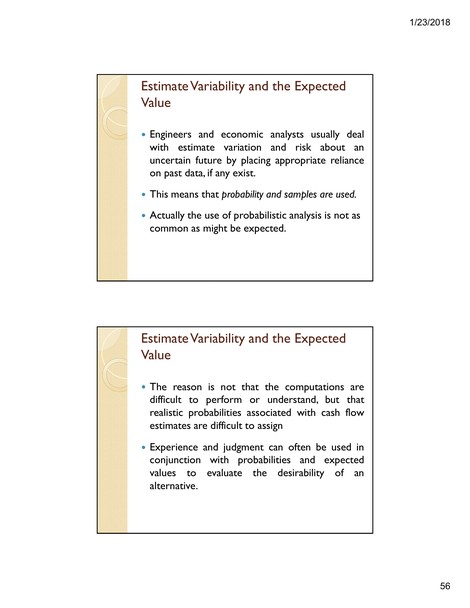 1/23/2018
Estimate Variability and the Expected
Value
• Engineers and economic analysts usually deal
with estimate variation and risk about an
uncertain future by placing appropriate reliance
on past data, if any exist.
• This means that probability and samples are used.
• Actually the use of probabilistic analysis is not as
common as might be expected.
Estimate Variability and the Expected
Value
• The reason is not that the computations are
difficult to perform or understand, but that
realistic probabilities associated with cash flow
estimates are difficult to assign
• Experience and judgment can often be used in
conjunction with probabilities and expected
values to evaluate the desirability of an
alternative.
56